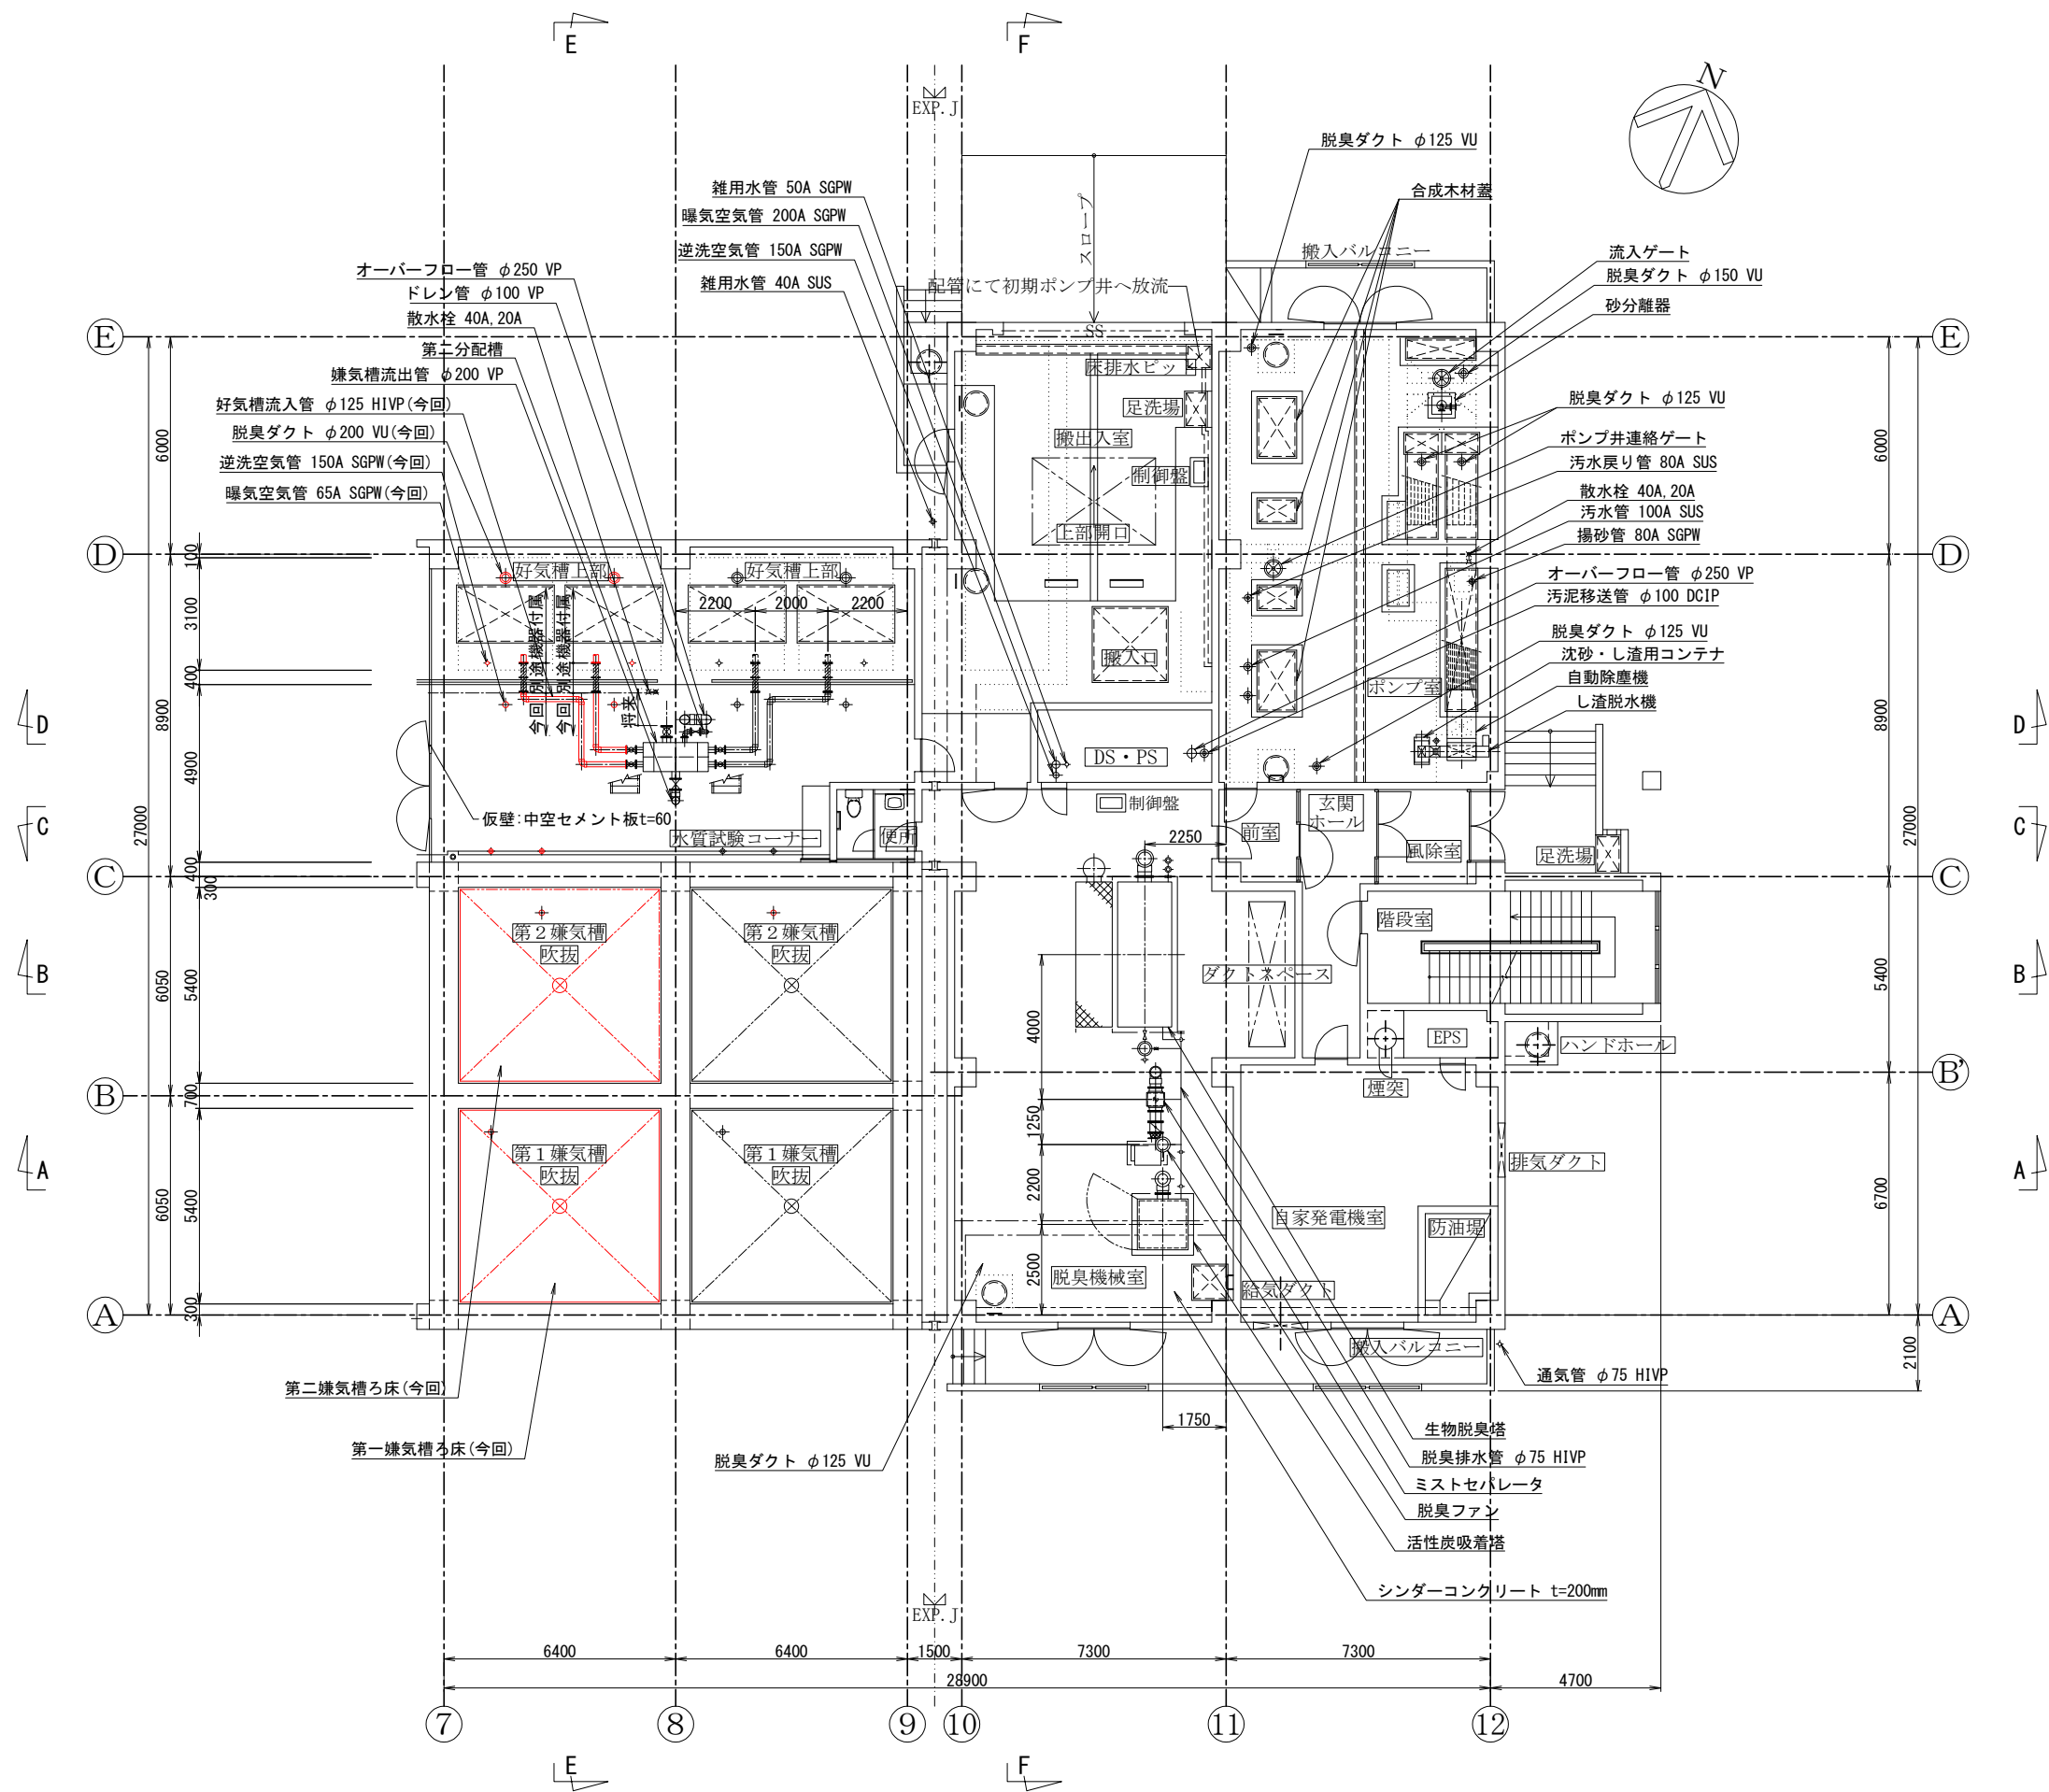 E
F
N
EXP. J
脱臭ダクト φ125 VU
雑用水管 50A SGPW
合成木材蓋
曝気空気管 200A SGPW
スロープ
搬入バルコニー
逆洗空気管 150A SGPW
流入ゲート
オーバーフロー管 φ250 VP
雑用水管 40A SUS
配管にて初期ポンプ井へ放流
脱臭ダクト φ150 VU
ドレン管 φ100 VP
砂分離器
散水栓 40A,20A
SS
E
E
第二分配槽
床排水ピッ
嫌気槽流出管 φ200 VP
好気槽流入管 φ125 HIVP(今回)
足洗場
脱臭ダクト φ125 VU
脱臭ダクト φ200 VU(今回)
搬出入室
ポンプ井連絡ゲート
逆洗空気管 150A SGPW(今回)
制御盤
汚水戻り管 80A SUS
曝気空気管 65A SGPW(今回)
散水栓 40A,20A
汚水管 100A SUS
上部開口
揚砂管 80A SGPW
D
D
好気槽上部
好気槽上部
オーバーフロー管 φ250 VP
2200
2000
2200
汚泥移送管 φ100 DCIP
別途機器付属
別途機器付属
今回
今回
将来
脱臭ダクト φ125 VU
搬入口
沈砂・し渣用コンテナ
ポンプ室
自動除塵機
し渣脱水機
D
D
DS・PS
仮壁:中空セメント板t=60
制御盤
玄関
ホール
C
C
水質試験コーナー
便所
前室
2250
風除室
足洗場
C
C
階段室
第2嫌気槽
吹抜
第2嫌気槽
吹抜
ダクトスペース
B
B
4000
EPS
ハンドホール
B
B'
煙突
1250
第1嫌気槽
吹抜
第1嫌気槽
吹抜
排気ダクト
A
A
2200
自家発電機室
防油堤
2500
脱臭機械室
給気ダクト
A
A
搬入バルコニー
通気管 φ75 HIVP
第二嫌気槽ろ床(今回)
1750
生物脱臭塔
第一嫌気槽ろ床(今回)
脱臭ダクト φ125 VU
脱臭排水管 φ75 HIVP
ミストセパレータ
脱臭ファン
活性炭吸着塔
シンダーコンクリート t=200mm
EXP. J
27000
6000
8900
6050
6050
100
3100
400
4900
400
300
5400
700
5400
300
6000
8900
5400
6700
27000
2100
6400
6400
1500
7300
7300
28900
4700
7
8
9
10
11
12
E
F